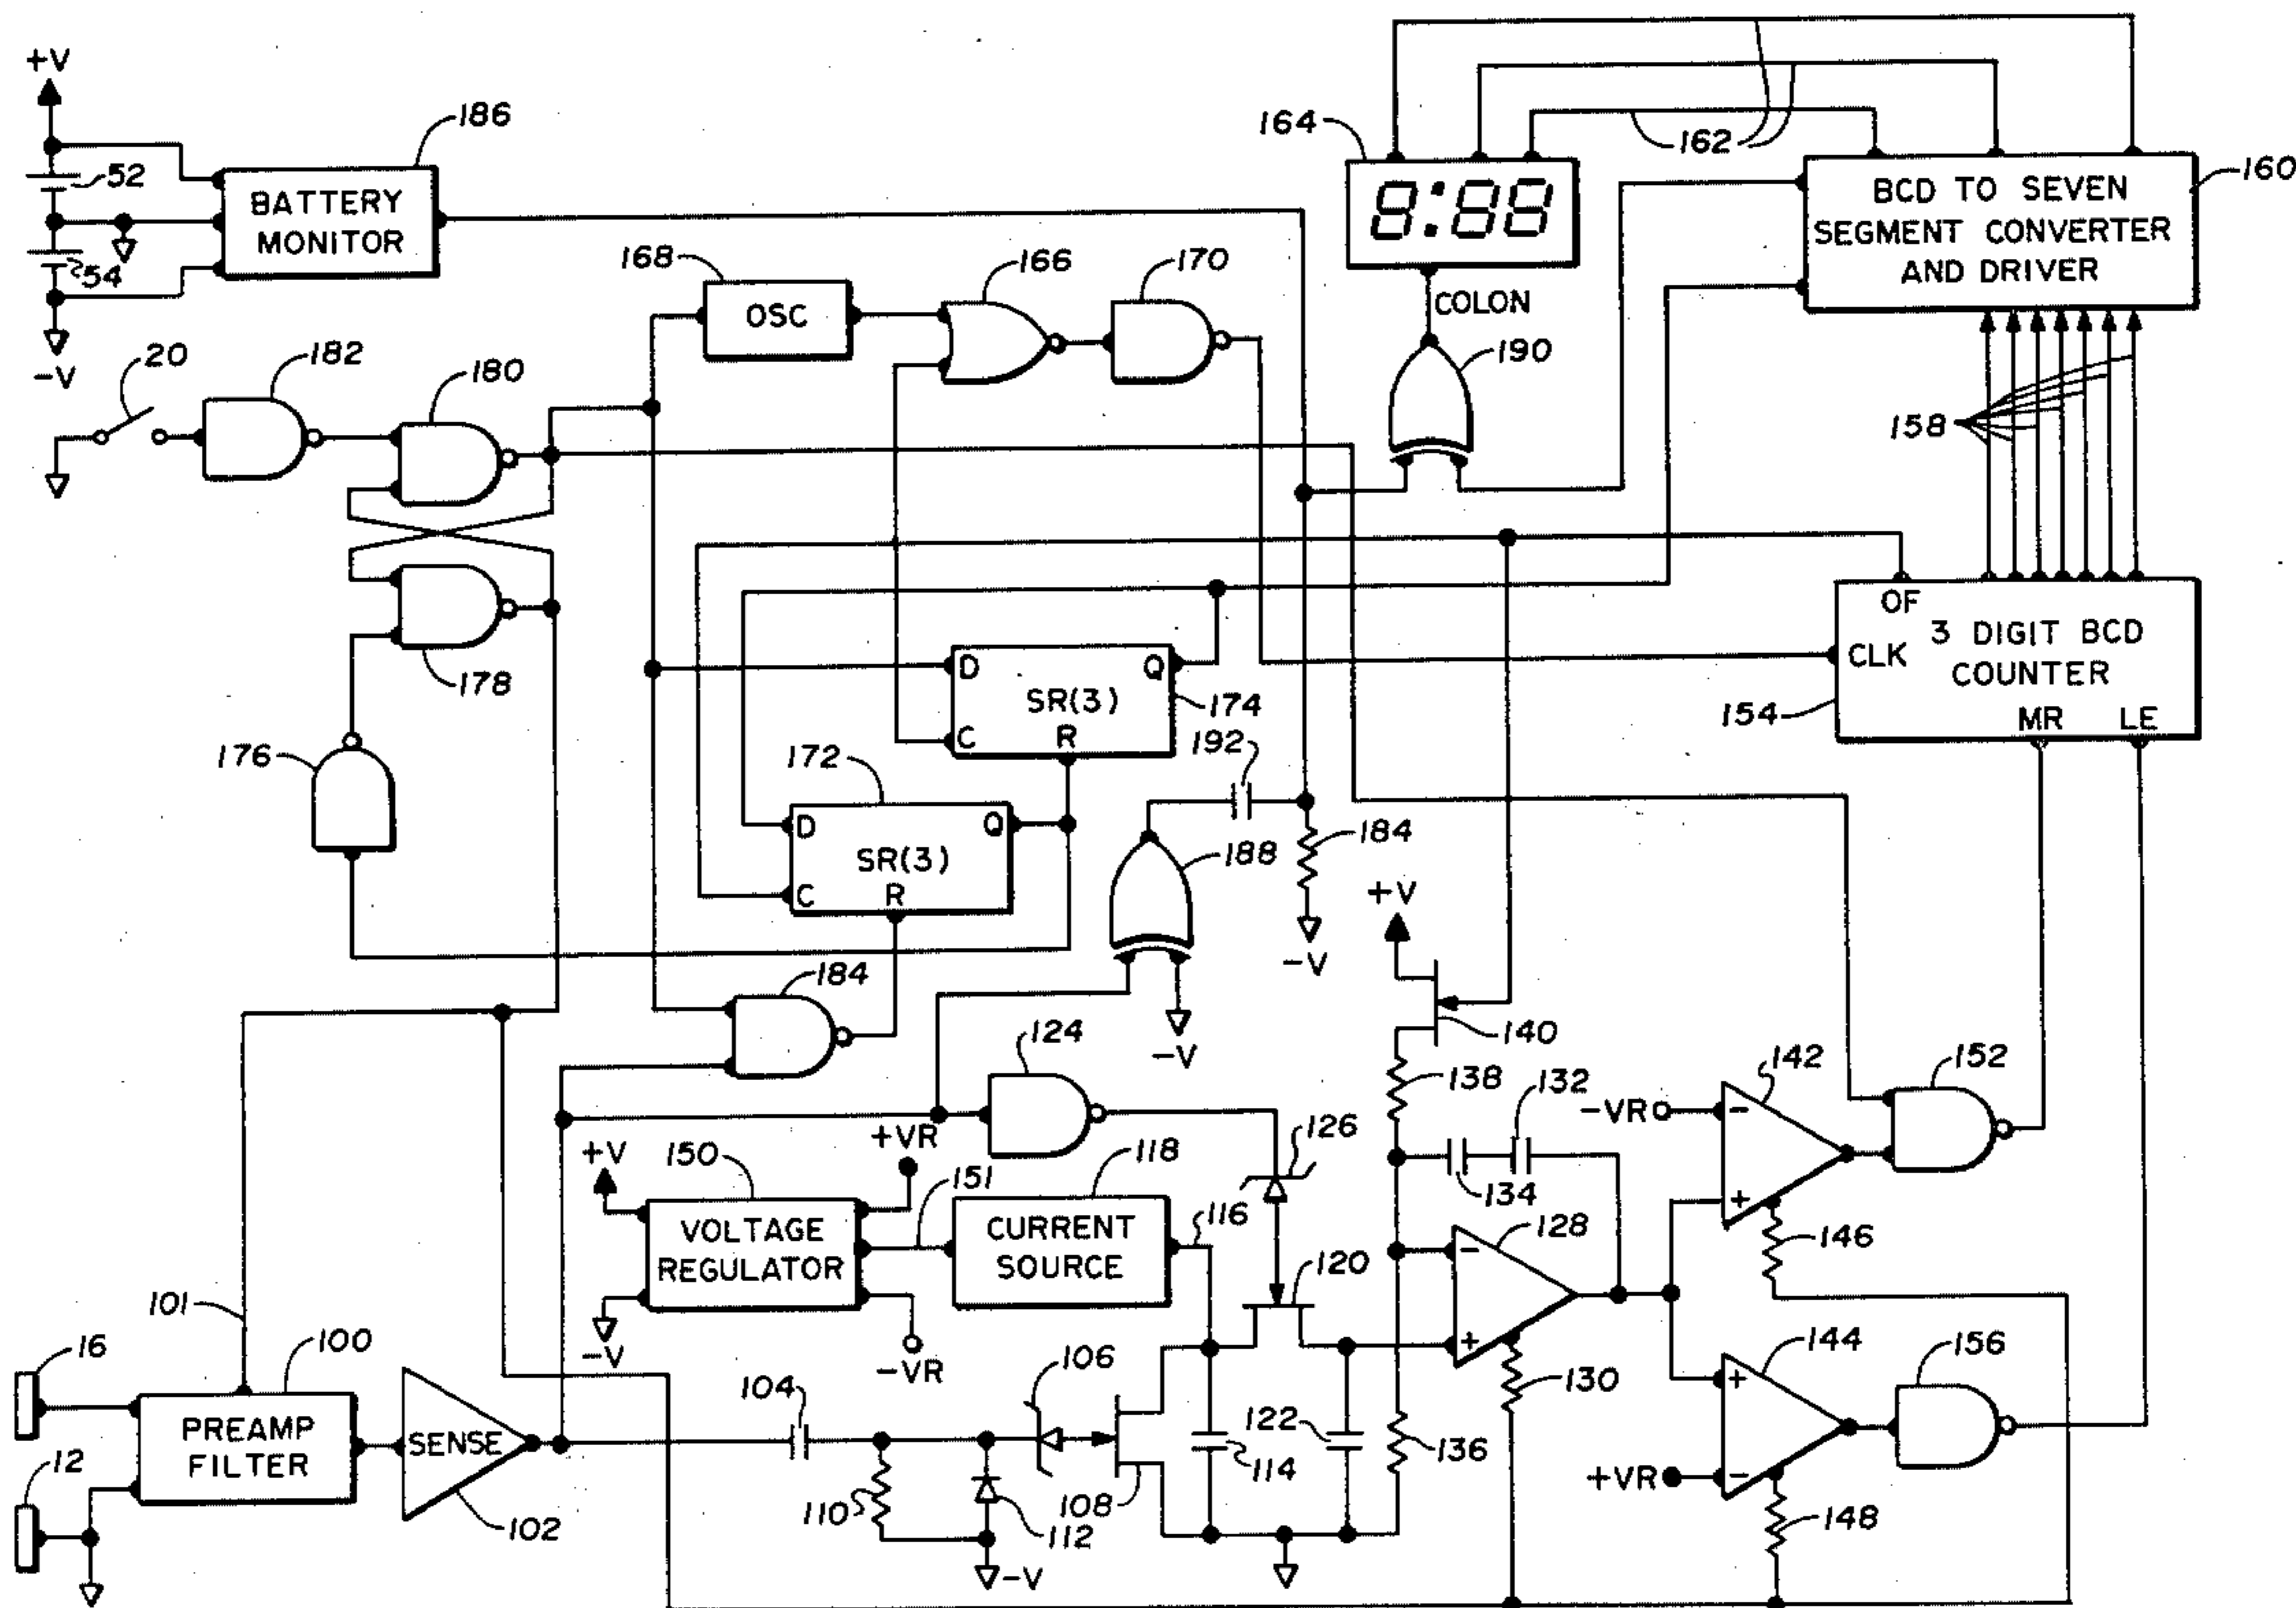 +V
186
52
BATTERY
MONITOR
54
-V
164
8:88
162
BCD TO SEVEN
SEGMENT CONVERTER
AND DRIVER
160
168
166
170
OSC
COLON
190
20
182
180
158
178
176
OF
3 DIGIT BCD
CLK
COUNTER
154
MR
LE
D
Q
SR(3)
174
C
R
192
172
D
Q
SR(3)
C
R
188
184
-V
+V
-V
184
124
140
138
132
142
152
-VR
-
+
126
134
+V
150
+VR
151
118
116
VOLTAGE
REGULATOR
CURRENT
SOURCE
-V
-VR
120
128
-
+
146
144
156
+
-
+VR
148
101
16
100
12
PREAMP
FILTER
SENSE
102
104
106
110
112
-V
108
114
122
136
130